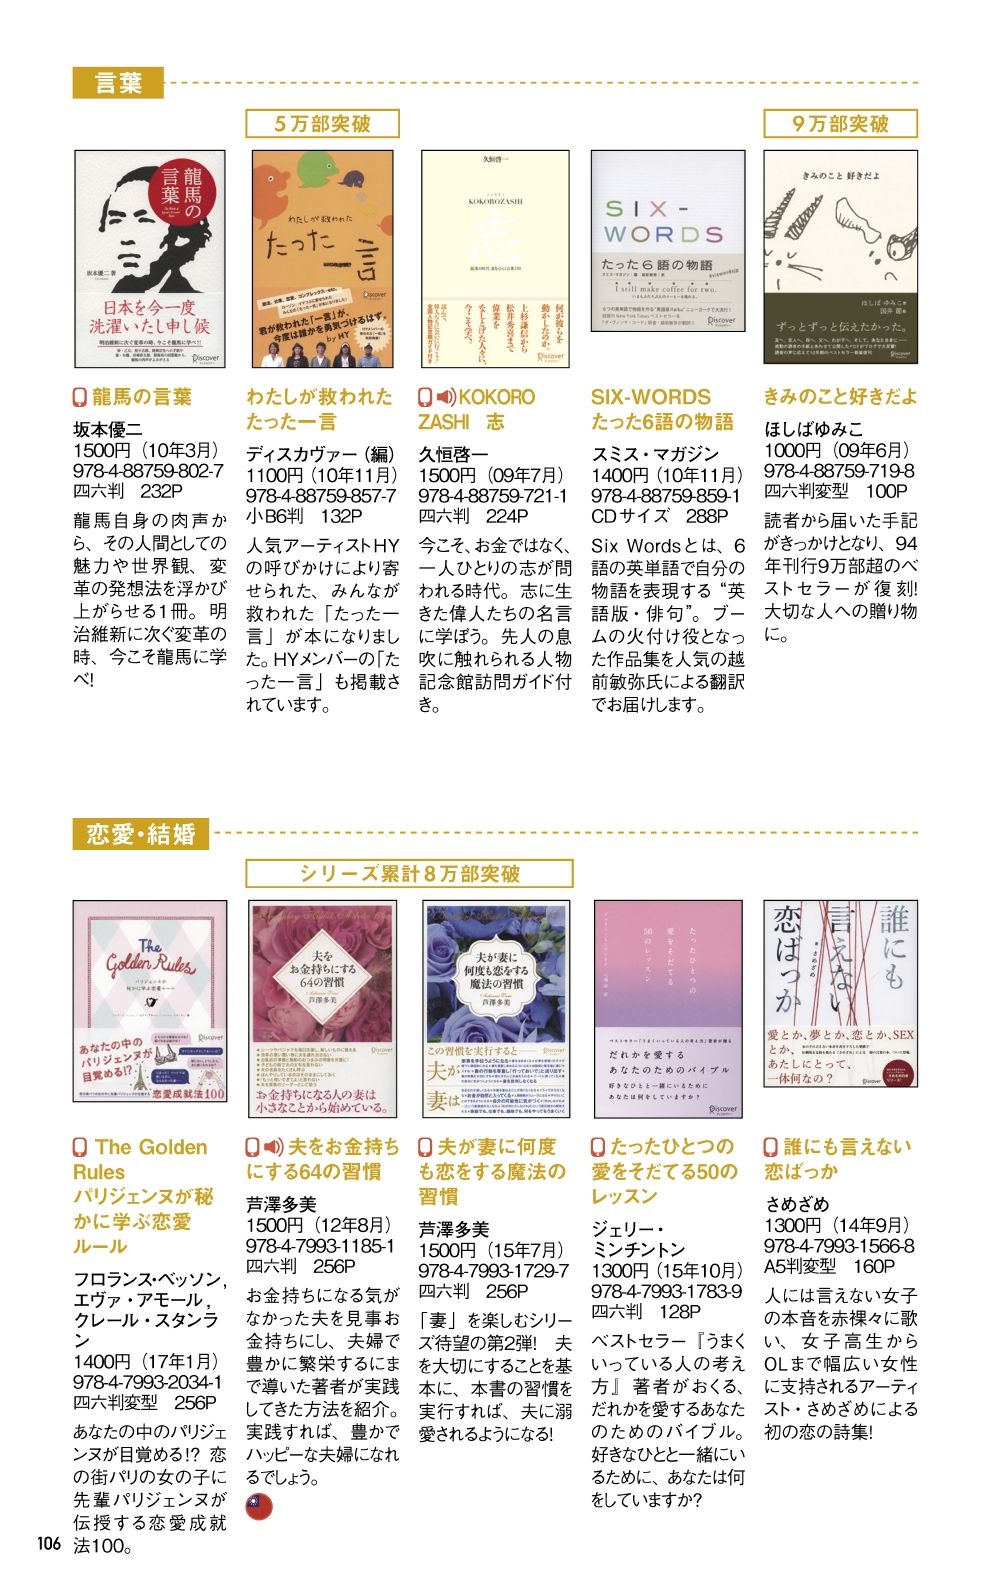 言葉
5万部突破
9万部突破
龍馬の
言葉
坂本優二 著
日本を今一度
洗濯いたし申し候
Discover
わたしが救われた
たった
一言
君が救われた「一言」が、
今度は誰かを勇気づけるはず。
by HY
Discover
久恒啓一
KOKOROZASHI
志
何が彼らを
動かしたのか。
上杉謙信から
松井秀喜まで
偉業を
なしとげた人々に、
今こそ学べ。
SIX-
WORDS
たった6語の物語
I still make coffee for two.
Discover
きみのこと 好きだよ
ほしば ゆみこ 著
ずっとずっと伝えたかった。
Discover
龍馬の言葉
坂本優二
1500円（10年3月）
978-4-88759-802-7
四六判　232P
龍馬自身の肉声か
ら、その人間としての
魅力や世界観、変
革の発想法を浮かび
上がらせる1冊。明
治維新に次ぐ変革の
時、今こそ龍馬に学
べ!
わたしが救われた
たった一言
ディスカヴァー（編）
1100円（10年11月）
978-4-88759-857-7
小B6判　132P
人気アーティストHY
の呼びかけにより寄
せられた、みんなが
救われた「たった一
言」が本になりまし
た。HYメンバーの「た
った一言」も掲載さ
れています。
KOKORO
ZASHI　志
久恒啓一
1500円（09年7月）
978-4-88759-721-1
四六判　224P
今こそ、お金ではなく、
一人ひとりの志が問
われる時代。志に生
きた偉人たちの名言
に学ぼう。先人の息
吹に触れられる人物
記念館訪問ガイド付
き。
SIX-WORDS
たった6語の物語
スミス・マガジン
1400円（10年11月）
978-4-88759-859-1
CDサイズ　288P
Six Wordsとは、6
語の英単語で自分の
物語を表現する“英
語版・俳句”。ブー
ムの火付け役となっ
た作品集を人気の越
前敏弥氏による翻訳
でお届けします。
きみのこと好きだよ
ほしばゆみこ
1000円（09年6月）
978-4-88759-719-8
四六判変型　100P
読者から届いた手記
がきっかけとなり、94
年刊行9万部超のベ
ストセラーが復刻!
大切な人への贈り物
に。
恋愛・結婚
シリーズ累計8万部突破
The
Golden Rules
パリジェンヌが
秘かに学ぶ恋愛ルール
あなたの中の
パリジェンヌが
目覚める!?
恋愛成就法100
Discover
夫を
お金持ちにする
64の習慣
芦澤多美
お金持ちになる人の妻は
小さなことから始めている。
夫が妻に
何度も恋をする
魔法の習慣
芦澤多美
この習慣を実行すると
夫が
妻は
たったひとつの
愛をそだてる
50のレッスン
だれかを愛する
あなたのためのバイブル
好きなひとと一緒にいるために
あなたは何をしていますか?
Discover
誰にも
言えない
恋ばっか
さめざめ
愛とか、夢とか、恋とか、SEX
とか、
あたしにとって、
一体何なの?
Discover
The Golden
Rules
パリジェンヌが秘
かに学ぶ恋愛
ルール
フロランス・ベッソン,
エヴァ・アモール,
クレール・スタンラ
ン
1400円（17年1月）
978-4-7993-2034-1
四六判変型　256P
あなたの中のパリジェ
ンヌが目覚める!?　恋
の街パリの女の子に
先輩パリジェンヌが
伝授する恋愛成就
法100。
夫をお金持ち
にする64の習慣
芦澤多美
1500円（12年8月）
978-4-7993-1185-1
四六判　256P
お金持ちになる気が
なかった夫を見事お
金持ちにし、夫婦で
豊かに繁栄するにま
で導いた著者が実践
してきた方法を紹介。
実践すれば、豊かで
ハッピーな夫婦になれ
るでしょう。
夫が妻に何度
も恋をする魔法の
習慣
芦澤多美
1500円（15年7月）
978-4-7993-1729-7
四六判　256P
「妻」を楽しむシリー
ズ待望の第2弾!　夫
を大切にすることを基
本に、本書の習慣を
実行すれば、夫に溺
愛されるようになる!
たったひとつの
愛をそだてる50の
レッスン
ジェリー・
ミンチントン
1300円（15年10月）
978-4-7993-1783-9
四六判　128P
ベストセラー『うまく
いっている人の考え
方』著者がおくる、
だれかを愛するあなた
のためのバイブル。
好きなひとと一緒にい
るために、あなたは何
をしていますか?
誰にも言えない
恋ばっか
さめざめ
1300円（14年9月）
978-4-7993-1566-8
A5判変型　160P
人には言えない女子
の本音を赤裸々に歌
い、女子高生から
OLまで幅広い女性
に支持されるアーティ
スト・さめざめによる
初の恋の詩集!
106